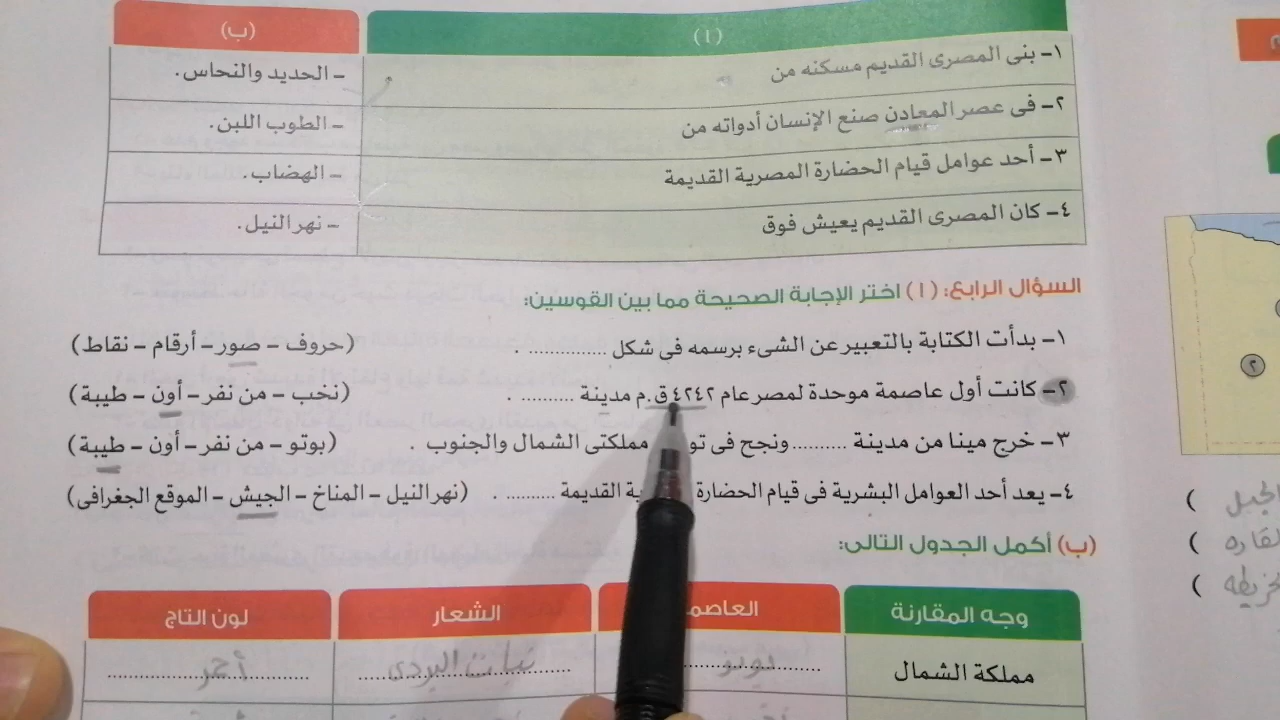 (أ) (ب)
١- بنى المصرى القديم مسكنه من - الحديد والنحاس.
٢- فى عصر المعادن صنع الإنسان أدواته من - الطوب اللبن.
٣- أحد عوامل قيام الحضارة المصرية القديمة - الهضاب.
٤- كان المصرى القديم يعيش فوق - نهر النيل.
السؤال الرابع: (أ) اختر الإجابة الصحيحة مما بين القوسين:
١- بدأت الكتابة بالتعبير عن الشىء برسمه فى شكل .............. . (حروف - صور - أرقام - نقاط)
٢- كانت أول عاصمة موحدة لمصر عام ٤٢٤٢ ق.م مدينة .......... . (نخب - من نفر - أون - طيبة)
٣- خرج مينا من مدينة .......... ونجح فى تو مملكتى الشمال والجنوب . (بوتو - من نفر - أون - طيبة)
٤- يعد أحد العوامل البشرية فى قيام الحضارة ية القديمة .......... . (نهر النيل - المناخ - الجيش - الموقع الجغرافى)
(ب) أكمل الجدول التالى:
وجه المقارنة العاصم الشعار لون التاج
مملكة الشمال بوتو نبات البردى أحمر
الجبل )
)
)
٢